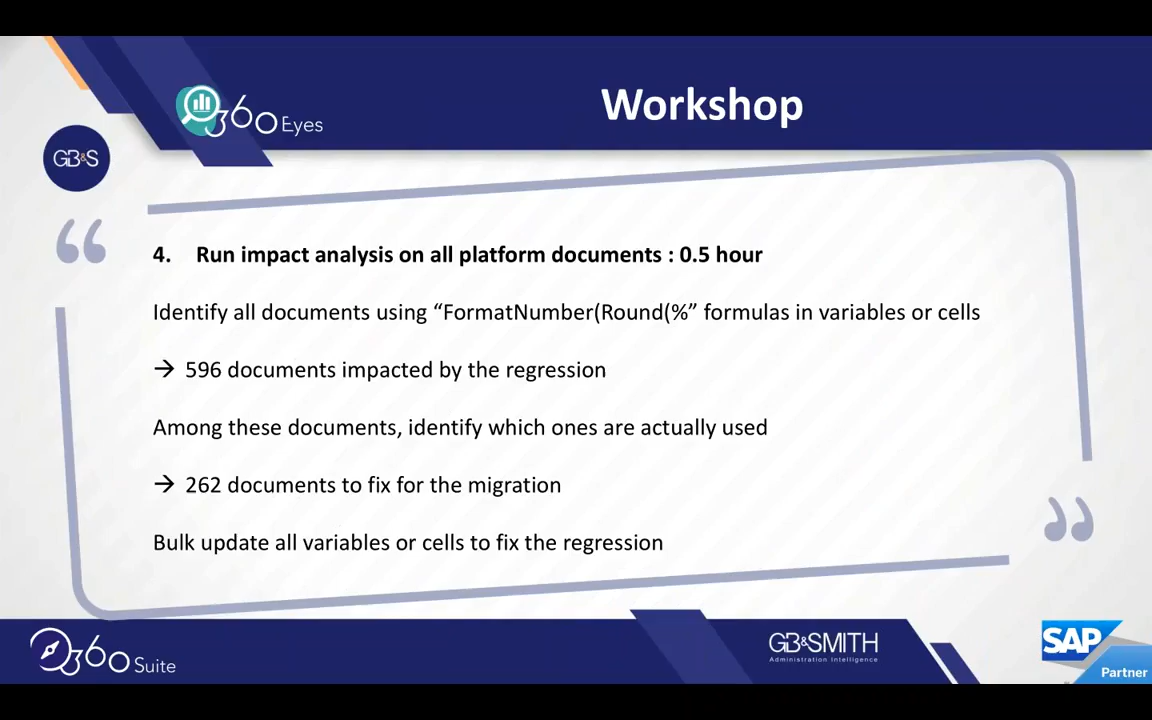 360 Eyes
Workshop
GB&S
4. Run impact analysis on all platform documents : 0.5 hour
Identify all documents using “FormatNumber(Round(%” formulas in variables or cells
→ 596 documents impacted by the regression
Among these documents, identify which ones are actually used
→ 262 documents to fix for the migration
Bulk update all variables or cells to fix the regression
360 Suite
GB&SMITH
Administration Intelligence
SAP
Partner